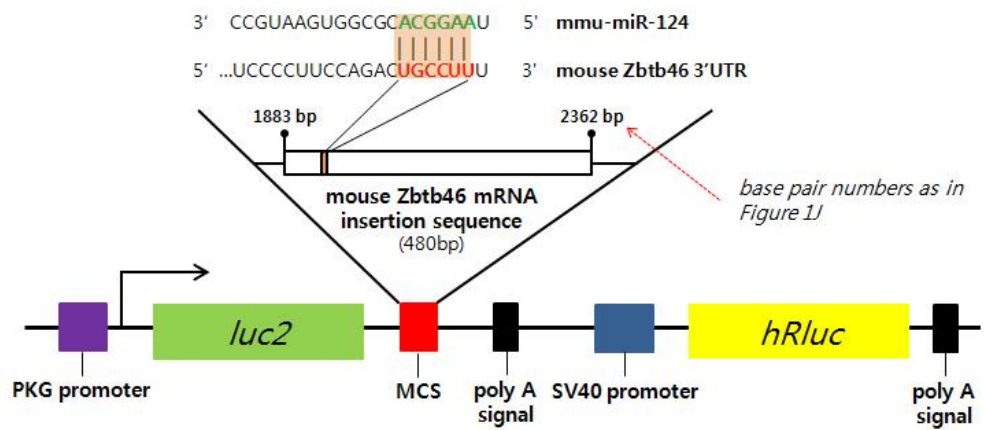 3' CCGUAAGUGGCGCACGGAAU 5' mmu-miR-124
5' ...UCCCCUUCCAGACUGCCUUU 3' mouse Zbtb46 3'UTR
1883 bp
2362 bp
mouse Zbtb46 mRNA
insertion sequence
(480bp)
base pair numbers as in
Figure 1J
luc2
hRluc
PKG promoter
MCS
poly A
signal
SV40 promoter
poly A
signal